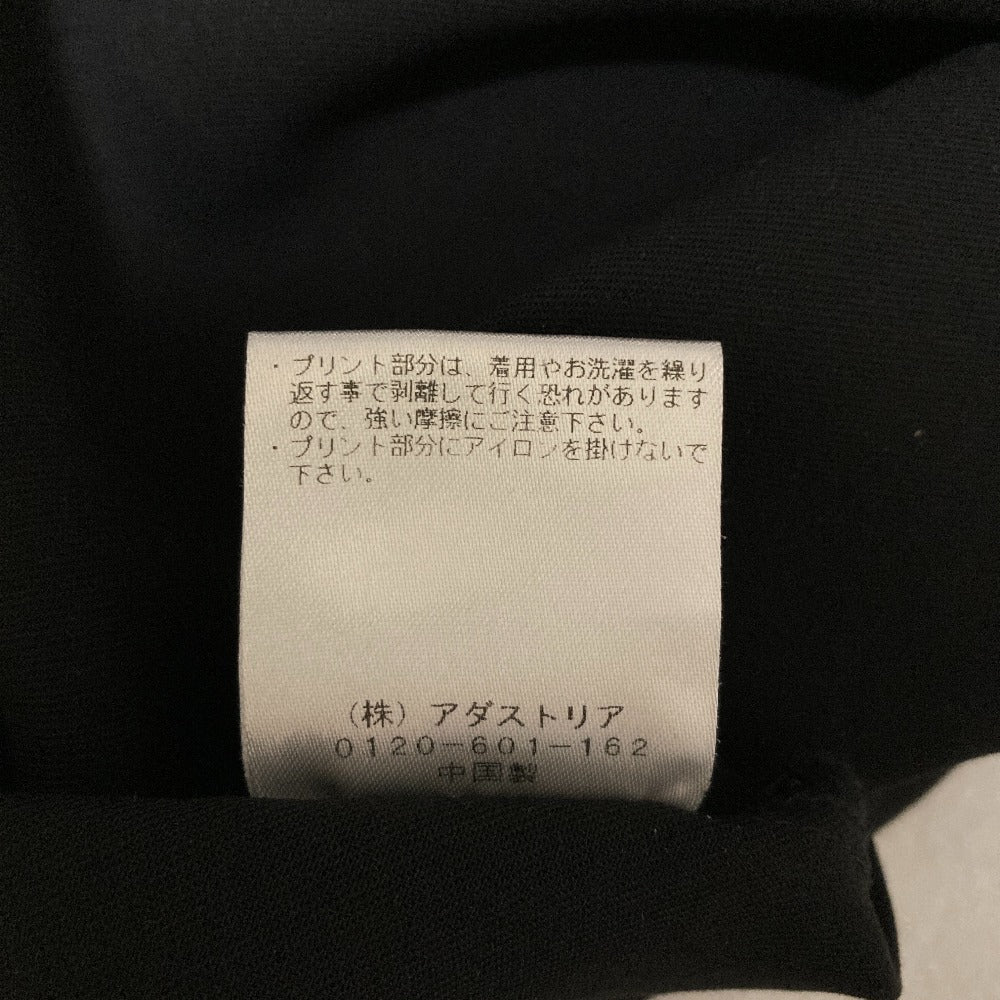 ・プリント部分は、着用やお洗濯を繰り
返す事で剥離して行く恐れがあります
ので、強い摩擦にご注意下さい。
・プリント部分にアイロンを掛けないで
下さい。
（株）アダストリア
0120-601-162
中国製